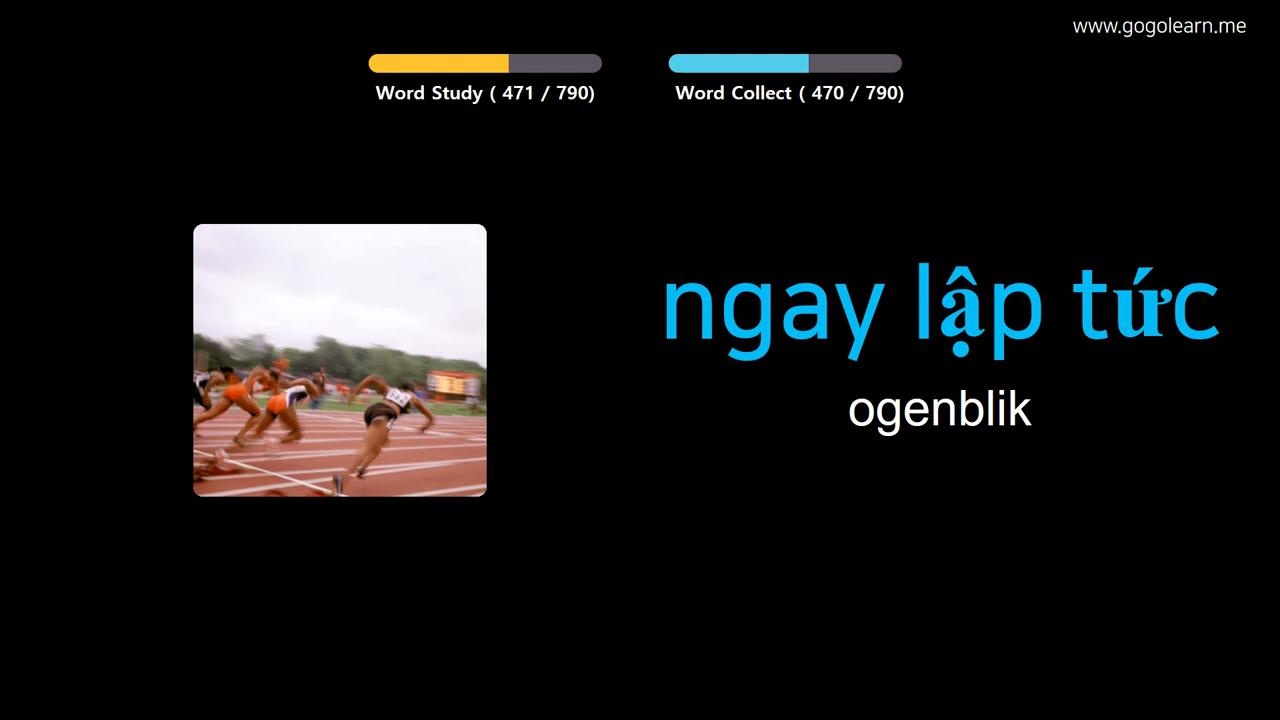 www.gogolearn.me
Word Study ( 471 / 790)
Word Collect ( 470 / 790)
ngay lập tức
ogenblik